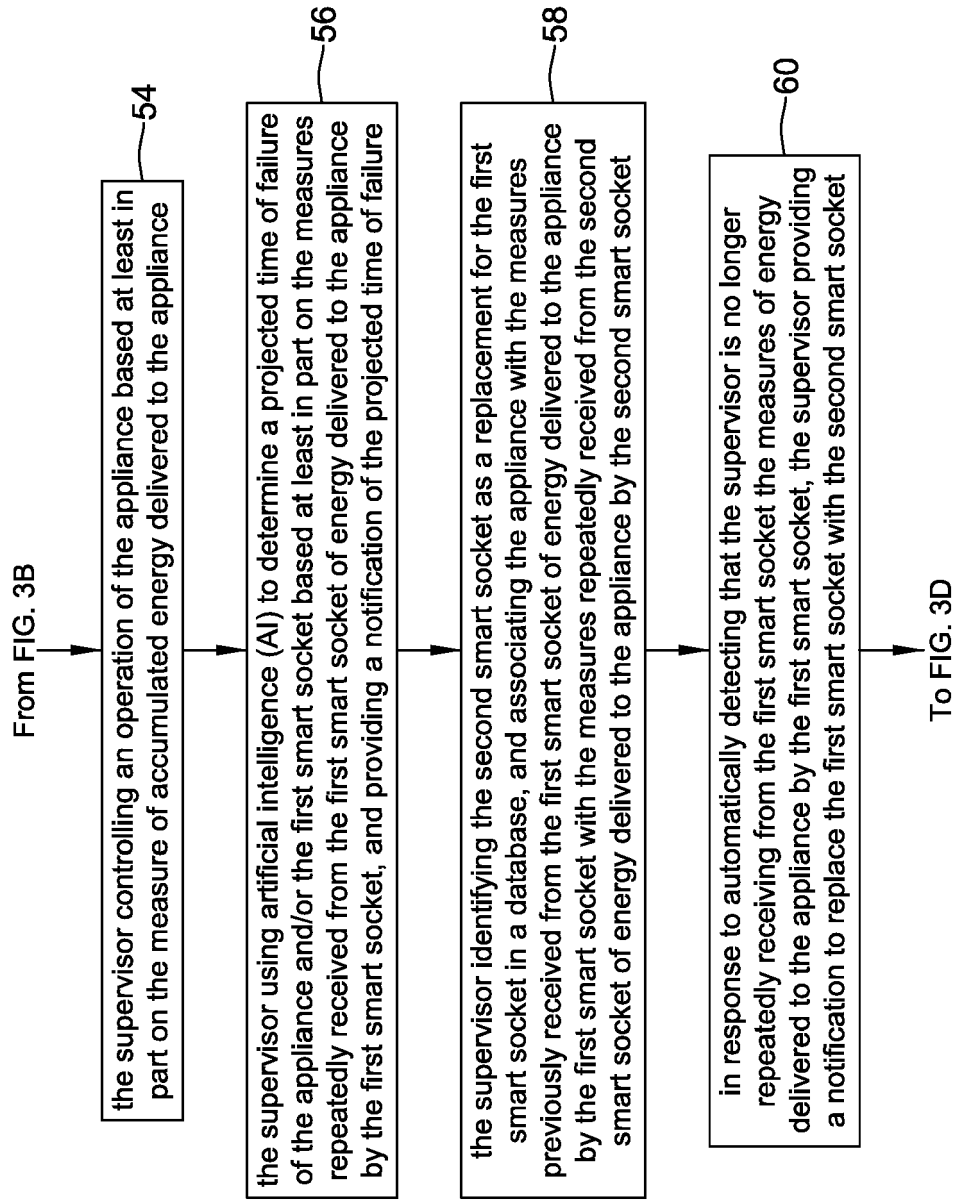 From FIG. 3B
the supervisor controlling an operation of the appliance based at least in
part on the measure of accumulated energy delivered to the appliance
54
the supervisor using artificial intelligence (AI) to determine a projected time of failure
of the appliance and/or the first smart socket based at least in part on the measures
repeatedly received from the first smart socket of energy delivered to the appliance
by the first smart socket, and providing a notification of the projected time of failure
56
the supervisor identifying the second smart socket as a replacement for the first
smart socket in a database, and associating the appliance with the measures
previously received from the first smart socket of energy delivered to the appliance
by the first smart socket with the measures repeatedly received from the second
smart socket of energy delivered to the appliance by the second smart socket
58
in response to automatically detecting that the supervisor is no longer
repeatedly receiving from the first smart socket the measures of energy
delivered to the appliance by the first smart socket, the supervisor providing
a notification to replace the first smart socket with the second smart socket
60
To FIG. 3D